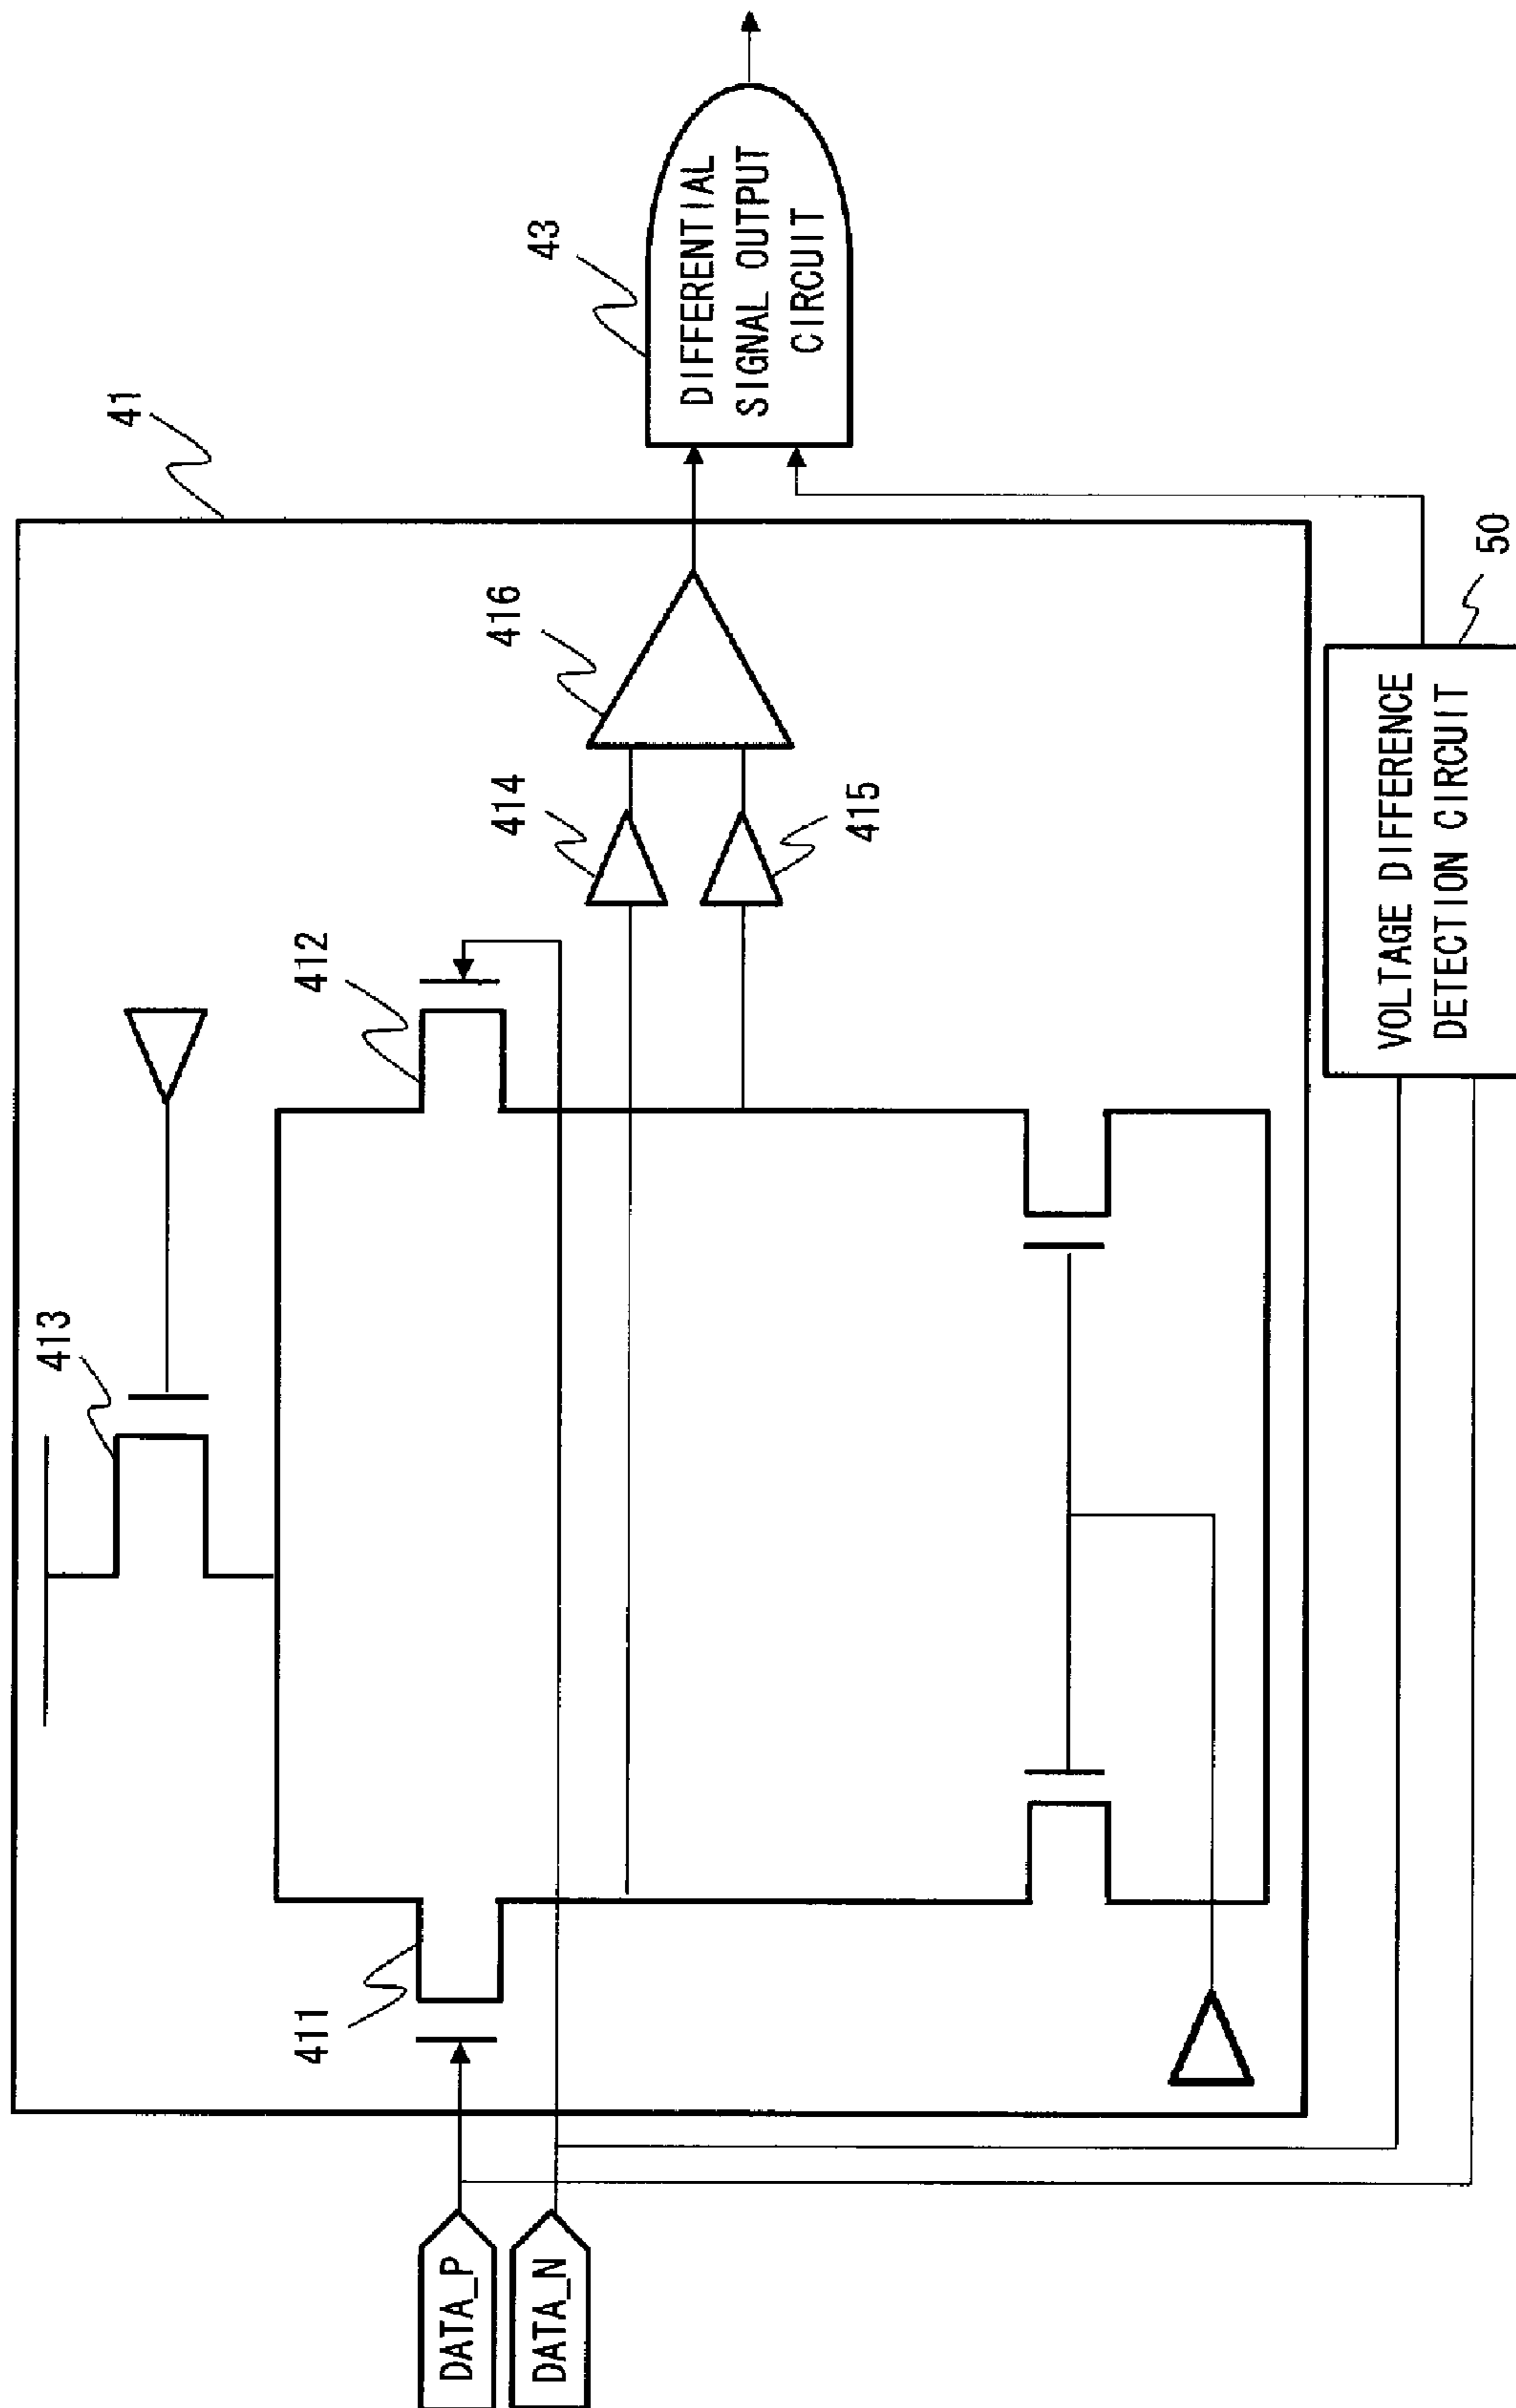 41
43
DIFFERENTIAL
SIGNAL OUTPUT
CIRCUIT
413
412
416
414
415
411
DATA_P
DATA_N
VOLTAGE DIFFERENCE
DETECTION CIRCUIT
50